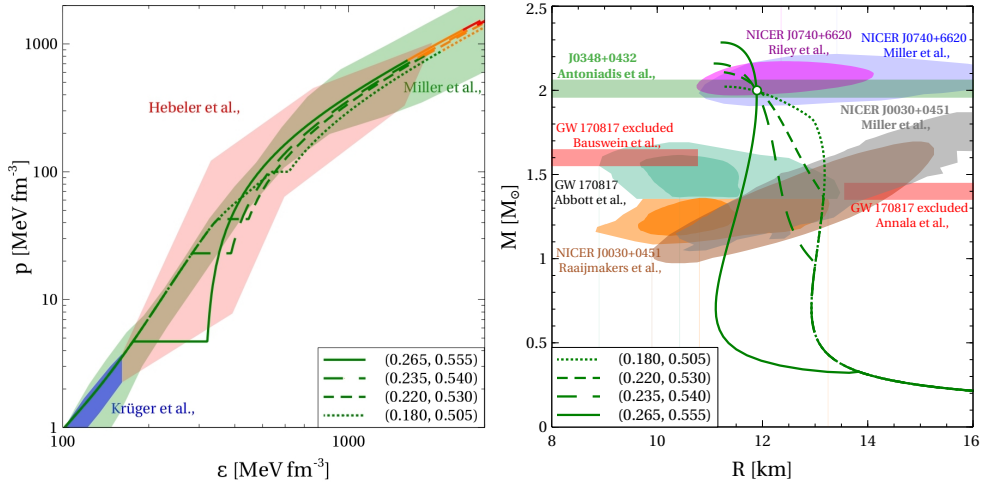 1000
100
10
1
100
1000
p [MeV fm-3]
ε [MeV fm-3]
Hebeler et al.,
Miller et al.,
Krüger et al.,
(0.265, 0.555)
(0.235, 0.540)
(0.220, 0.530)
(0.180, 0.505)
2.5
2
1.5
1
0.5
0
8
10
12
14
16
M [M⊙]
R [km]
NICER J0740+6620
Riley et al.,
NICER J0740+6620
Miller et al.,
J0348+0432
Antoniadis et al.,
NICER J0030+0451
Miller et al.,
GW 170817 excluded
Bauswein et al.,
GW 170817
Abbott et al.,
GW 170817 excluded
Annala et al.,
NICER J0030+0451
Raaijmakers et al.,
(0.180, 0.505)
(0.220, 0.530)
(0.235, 0.540)
(0.265, 0.555)